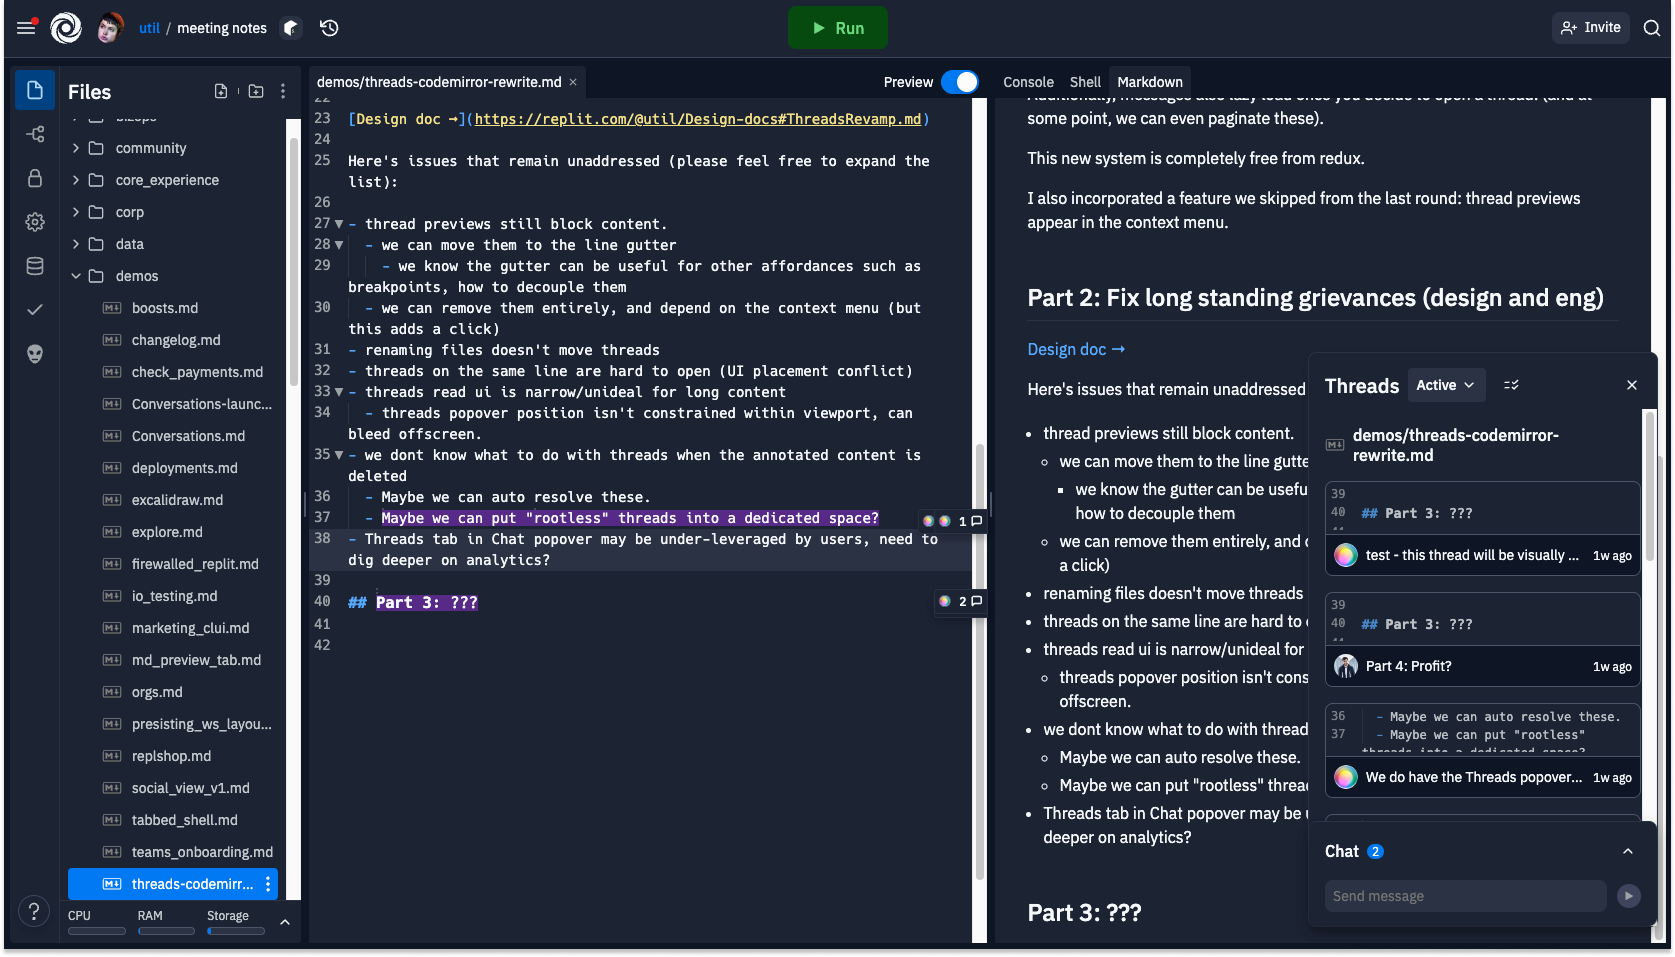 util / meeting notes
Run
Invite
Files
bizops
community
core_experience
corp
data
demos
boosts.md
changelog.md
check_payments.md
Conversations-launc...
Conversations.md
deployments.md
excalidraw.md
explore.md
firewalled_replit.md
io_testing.md
marketing_clui.md
md_preview_tab.md
orgs.md
presisting_ws_layou...
replshop.md
social_view_v1.md
tabbed_shell.md
teams_onboarding.md
threads-codemirr...
CPU RAM Storage
?
demos/threads-codemirror-rewrite.md ×
Preview
22
23 [Design doc →](https://replit.com/@util/Design-docs#ThreadsRevamp.md)
24
25 Here's issues that remain unaddressed (please feel free to expand the
list):
26
27 - thread previews still block content.
28 - we can move them to the line gutter
29 - we know the gutter can be useful for other affordances such as
breakpoints, how to decouple them
30 - we can remove them entirely, and depend on the context menu (but
this adds a click)
31 - renaming files doesn't move threads
32 - threads on the same line are hard to open (UI placement conflict)
33 - threads read ui is narrow/unideal for long content
34 - threads popover position isn't constrained within viewport, can
bleed offscreen.
35 - we dont know what to do with threads when the annotated content is
deleted
36 - Maybe we can auto resolve these.
37 - Maybe we can put "rootless" threads into a dedicated space?
1
38 - Threads tab in Chat popover may be under-leveraged by users, need to
dig deeper on analytics?
39
40 ## Part 3: ???
2
41
42
Console Shell Markdown
Additionally, messages also lazy load once you decide to open a thread. (and at
some point, we can even paginate these).
This new system is completely free from redux.
I also incorporated a feature we skipped from the last round: thread previews
appear in the context menu.
Part 2: Fix long standing grievances (design and eng)
Design doc →
Here's issues that remain unaddressed
• thread previews still block content.
we can move them to the line gutte
we know the gutter can be usefu
how to decouple them
we can remove them entirely, and
a click)
• renaming files doesn't move threads
• threads on the same line are hard to
• threads read ui is narrow/unideal for
threads popover position isn't cons
offscreen.
• we dont know what to do with thread
Maybe we can auto resolve these.
Maybe we can put "rootless" threa
• Threads tab in Chat popover may be
deeper on analytics?
Part 3: ???
Threads Active
demos/threads-codemirror-
rewrite.md
39
40 ## Part 3: ???
41
test - this thread will be visually ... 1w ago
39
40 ## Part 3: ???
41
Part 4: Profit? 1w ago
36 - Maybe we can auto resolve these.
37 - Maybe we can put "rootless"
threads into a dedicated space?
We do have the Threads popover... 1w ago
Chat 2
Send message